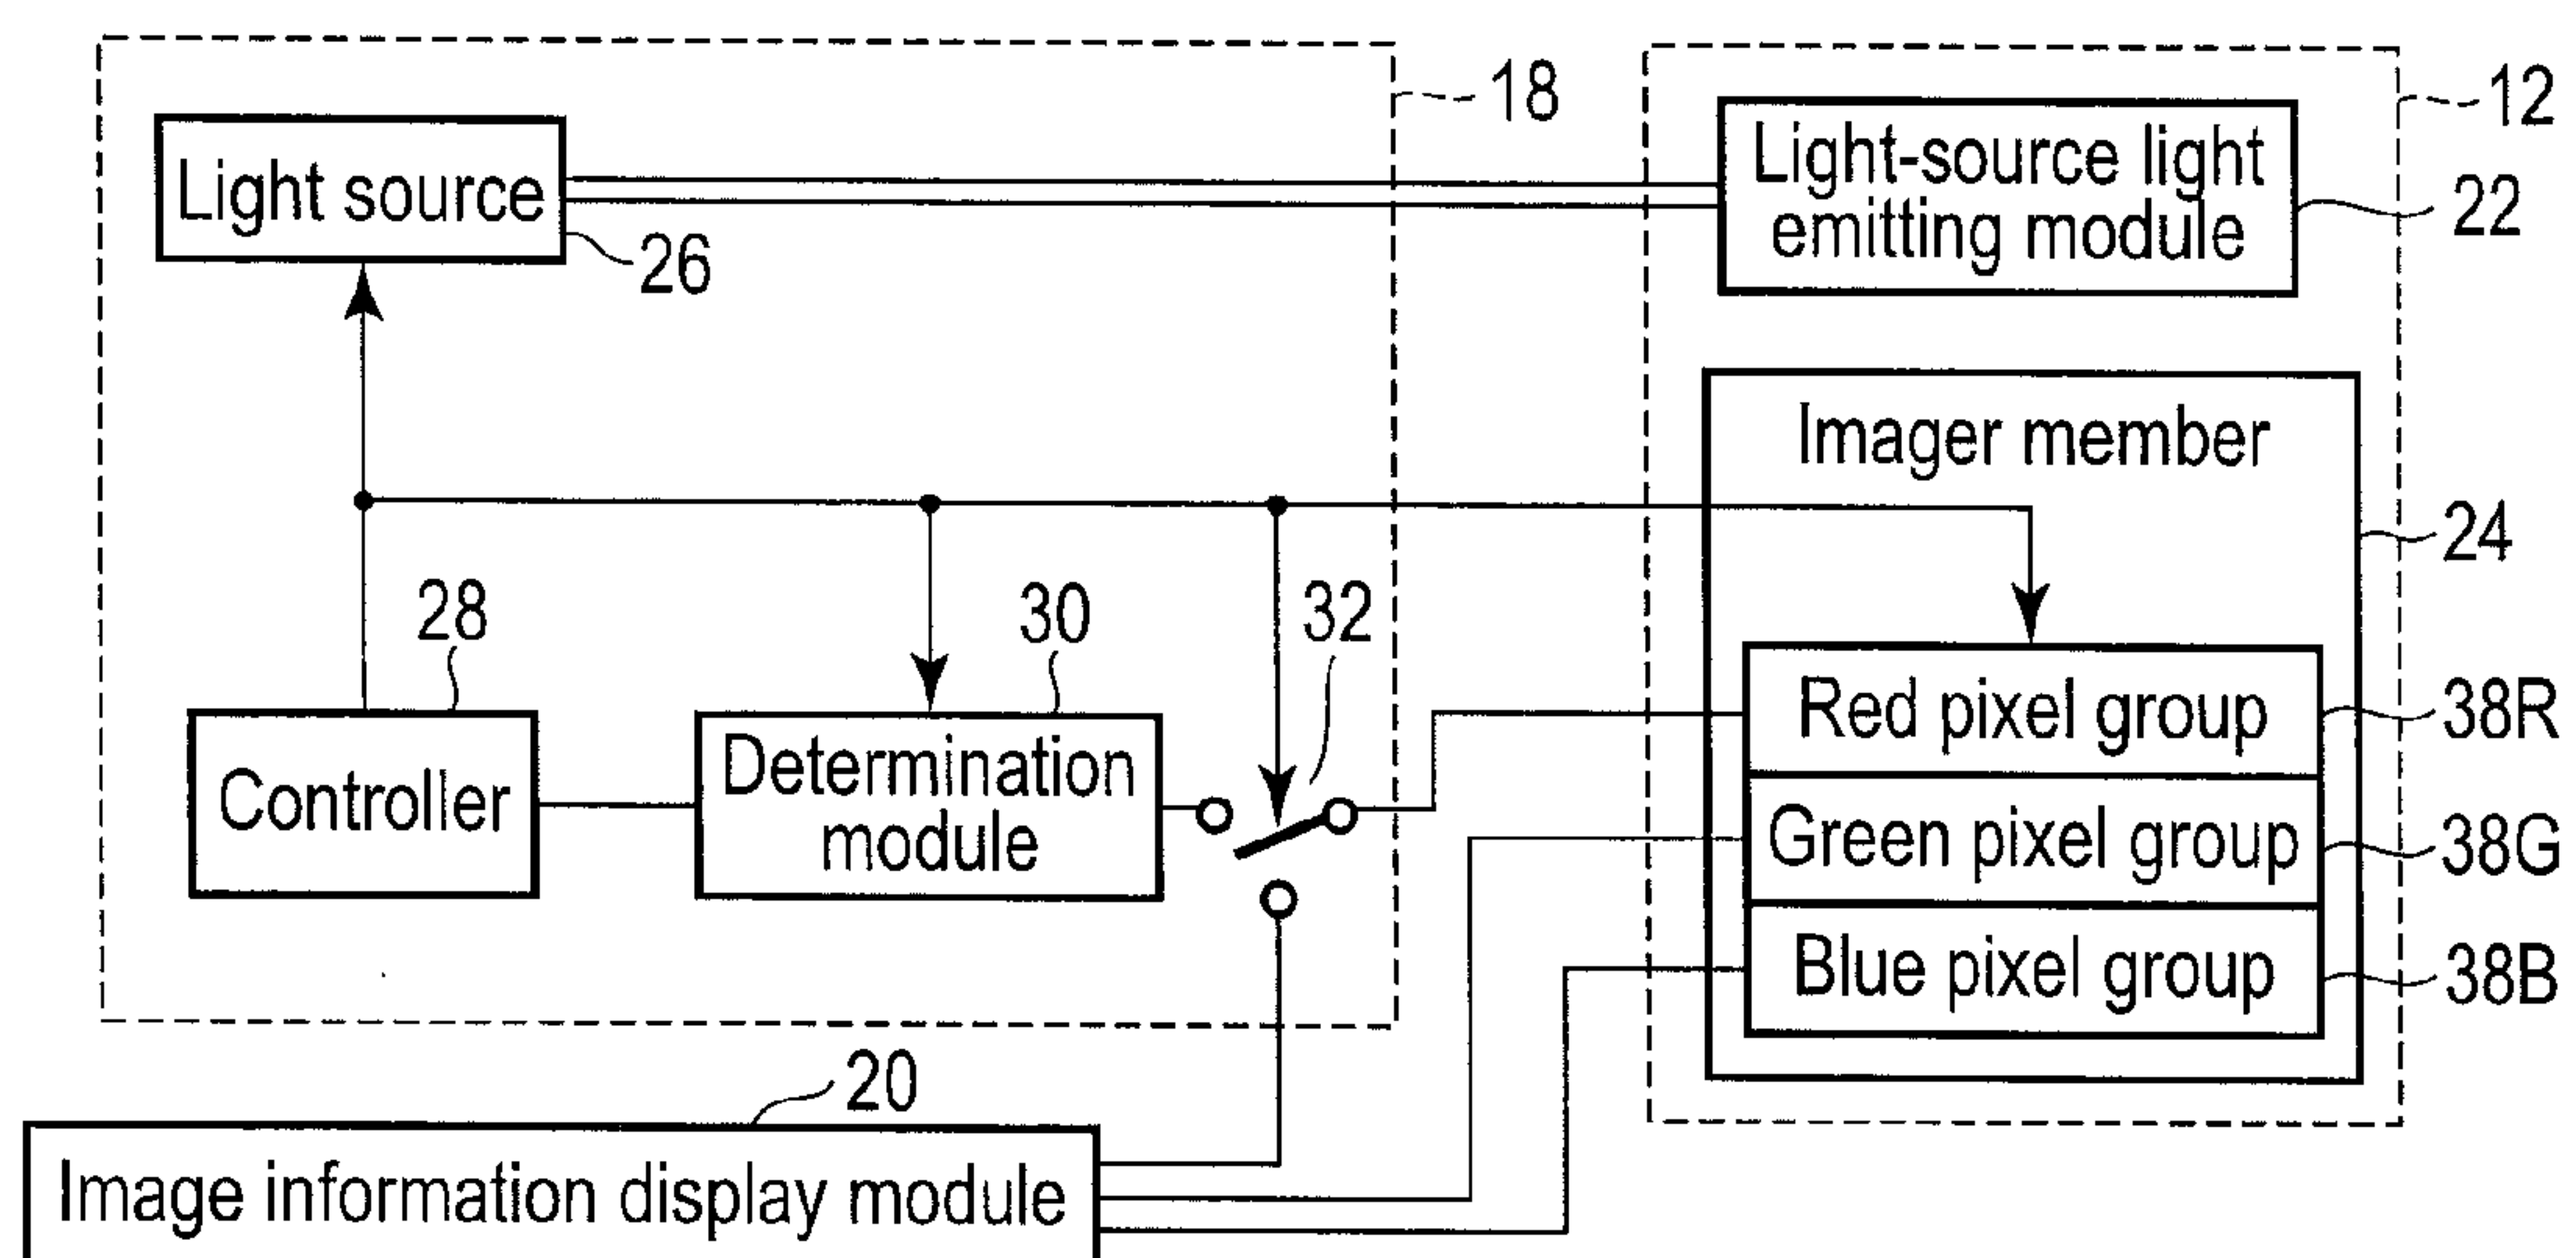 18
12
Light source
26
Light-source light
emitting module
22
Imager member
24
28
30
32
Controller
Determination
module
Red pixel group
38R
Green pixel group
38G
Blue pixel group
38B
20
Image information display module